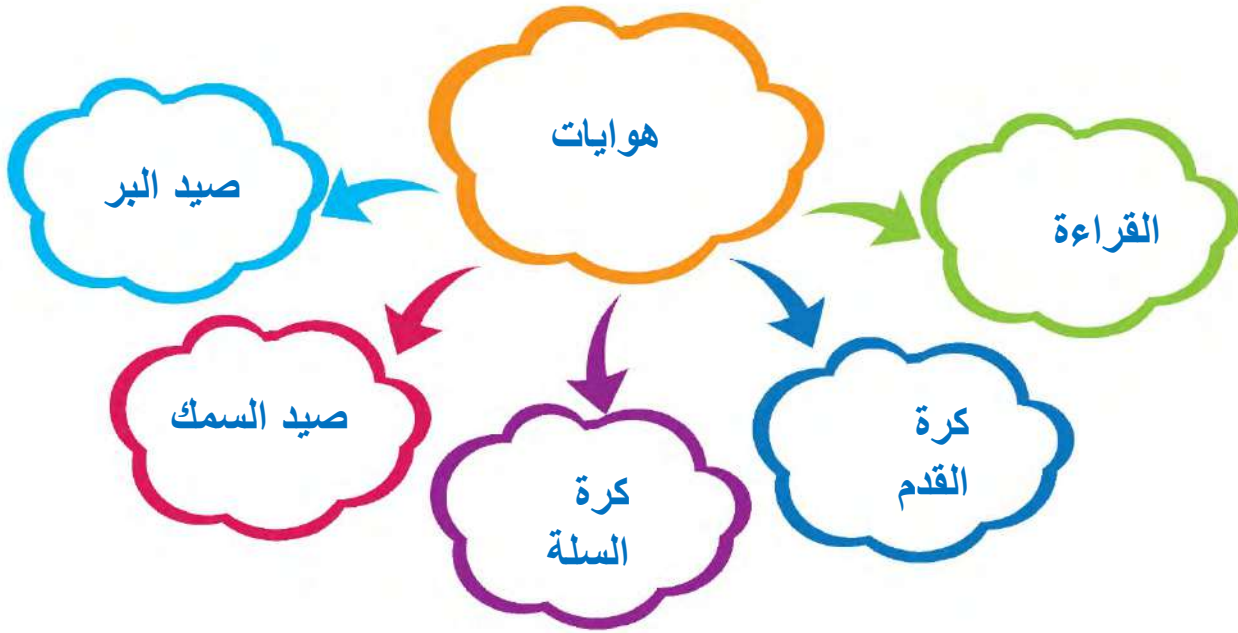 هوايات
القراءة
صيد البر
كرة
القدم
صيد السمك
كرة
السلة